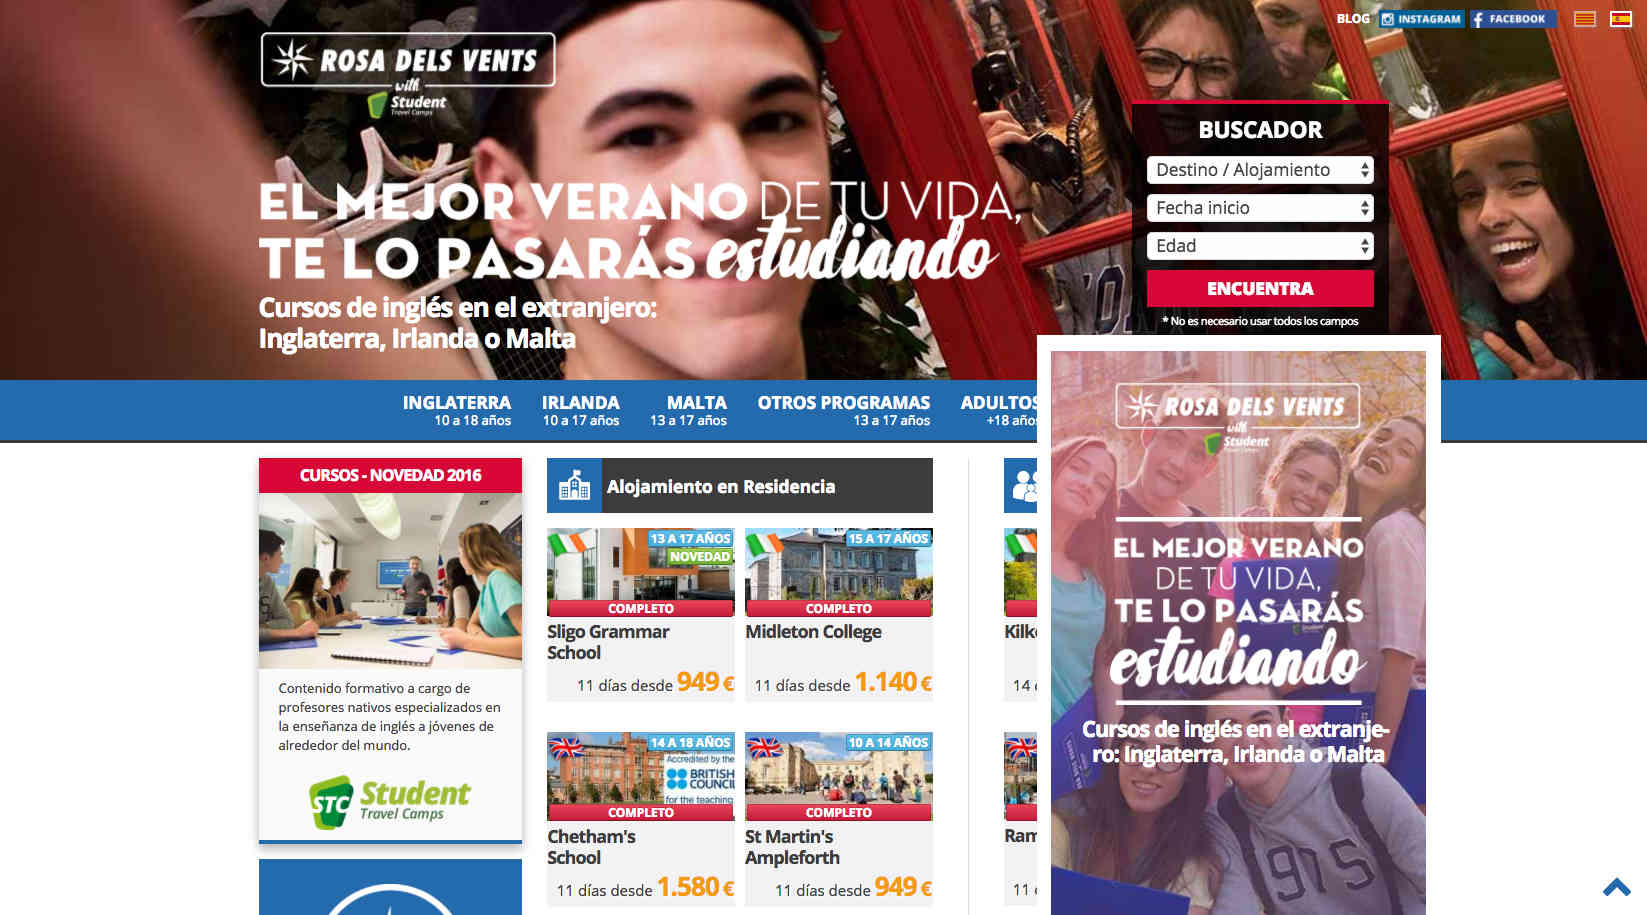 BLOG INSTAGRAM FACEBOOK
ROSA DELS VENTS
with
Student
Travel Camps
EL MEJOR VERANO DE TU VIDA,
TE LO PASARÁS estudiando
Cursos de inglés en el extranjero:
Inglaterra, Irlanda o Malta
BUSCADOR
Destino / Alojamiento
Fecha inicio
Edad
ENCUENTRA
* No es necesario usar todos los campos
INGLATERRA
10 a 18 años
IRLANDA
10 a 17 años
MALTA
13 a 17 años
OTROS PROGRAMAS
13 a 17 años
ADULTOS
+18 años
CURSOS - NOVEDAD 2016
Contenido formativo a cargo de
profesores nativos especializados en
la enseñanza de inglés a jóvenes de
alrededor del mundo.
STC Student
Travel Camps
Alojamiento en Residencia
13 A 17 AÑOS
NOVEDAD
COMPLETO
Sligo Grammar
School
11 días desde 949 €
15 A 17 AÑOS
COMPLETO
Midleton College
11 días desde 1.140 €
14 A 18 AÑOS
Accredited by the
BRITISH
COUNCIL
for the teaching
COMPLETO
Chetham's
School
11 días desde 1.580 €
10 A 14 AÑOS
COMPLETO
St Martin's
Ampleforth
11 días desde 949 €
14
11
ROSA DELS VENTS
with
Student
Travel Camps
EL MEJOR VERANO
DE TU VIDA,
TE LO PASARÁS
estudiando
Cursos de inglés en el extranje-
ro: Inglaterra, Irlanda o Malta
975